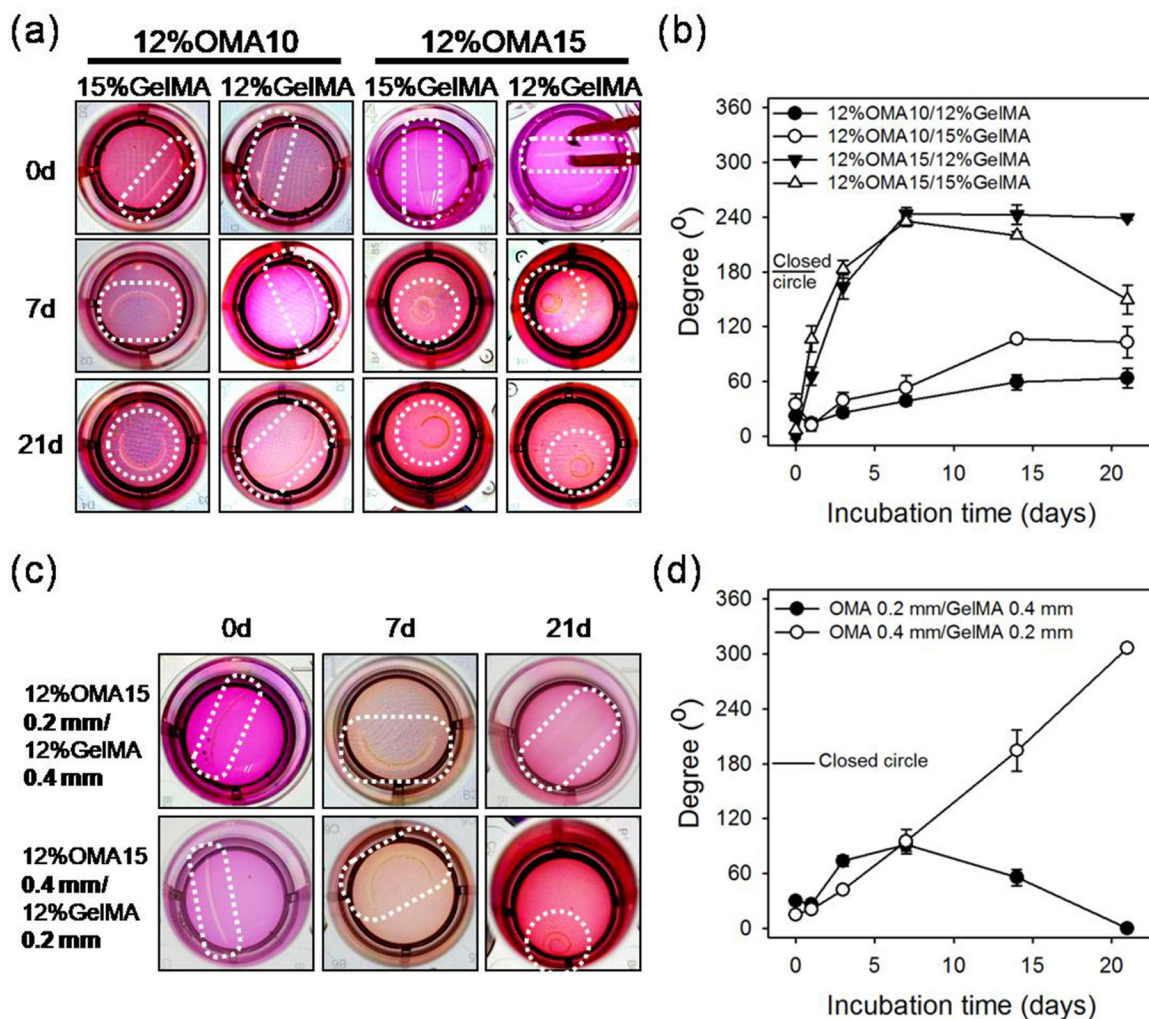 (a)
12%OMA10 12%OMA15
15%GelMA 12%GelMA 15%GelMA 12%GelMA
0d
7d
21d
(b)
360
300
240
180
120
60
0
Degree (⁰)
12%OMA10/12%GelMA
12%OMA10/15%GelMA
12%OMA15/12%GelMA
12%OMA15/15%GelMA
Closed
circle
0 5 10 15 20
Incubation time (days)
(c)
0d 7d 21d
12%OMA15
0.2 mm/
12%GelMA
0.4 mm
12%OMA15
0.4 mm/
12%GelMA
0.2 mm
(d)
360
300
240
180
120
60
0
Degree (⁰)
OMA 0.2 mm/GelMA 0.4 mm
OMA 0.4 mm/GelMA 0.2 mm
Closed circle
0 5 10 15 20
Incubation time (days)